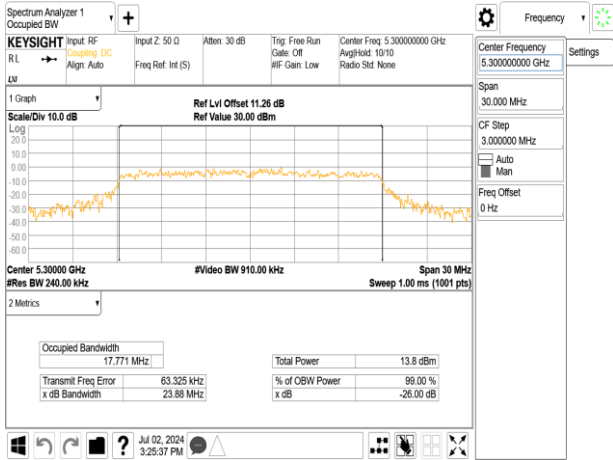 Spectrum Analyzer 1
Occupied BW
Frequency
KEYSIGHT
RL
Input: RF
Coupling: DC
Align: Auto
Input Z: 50 Ω
Freq Ref: Int (S)
Atten: 30 dB
Trig: Free Run
Gate: Off
#IF Gain: Low
Center Freq: 5.300000000 GHz
Avg|Hold: 10/10
Radio Std: None
LXI
Center Frequency
5.300000000 GHz
Settings
Span
30.000 MHz
CF Step
3.000000 MHz
Auto
Man
Freq Offset
0 Hz
1 Graph
Scale/Div 10.0 dB
Ref Lvl Offset 11.26 dB
Ref Value 30.00 dBm
Log
20.0
10.0
0.00
-10.0
-20.0
-30.0
-40.0
-50.0
-60.0
Center 5.30000 GHz
#Video BW 910.00 kHz
Span 30 MHz
#Res BW 240.00 kHz
Sweep 1.00 ms (1001 pts)
2 Metrics
Occupied Bandwidth
17.771 MHz
Total Power 13.8 dBm
Transmit Freq Error 63.325 kHz
% of OBW Power 99.00 %
x dB Bandwidth 23.88 MHz
x dB -26.00 dB
Jul 02, 2024
3:25:37 PM